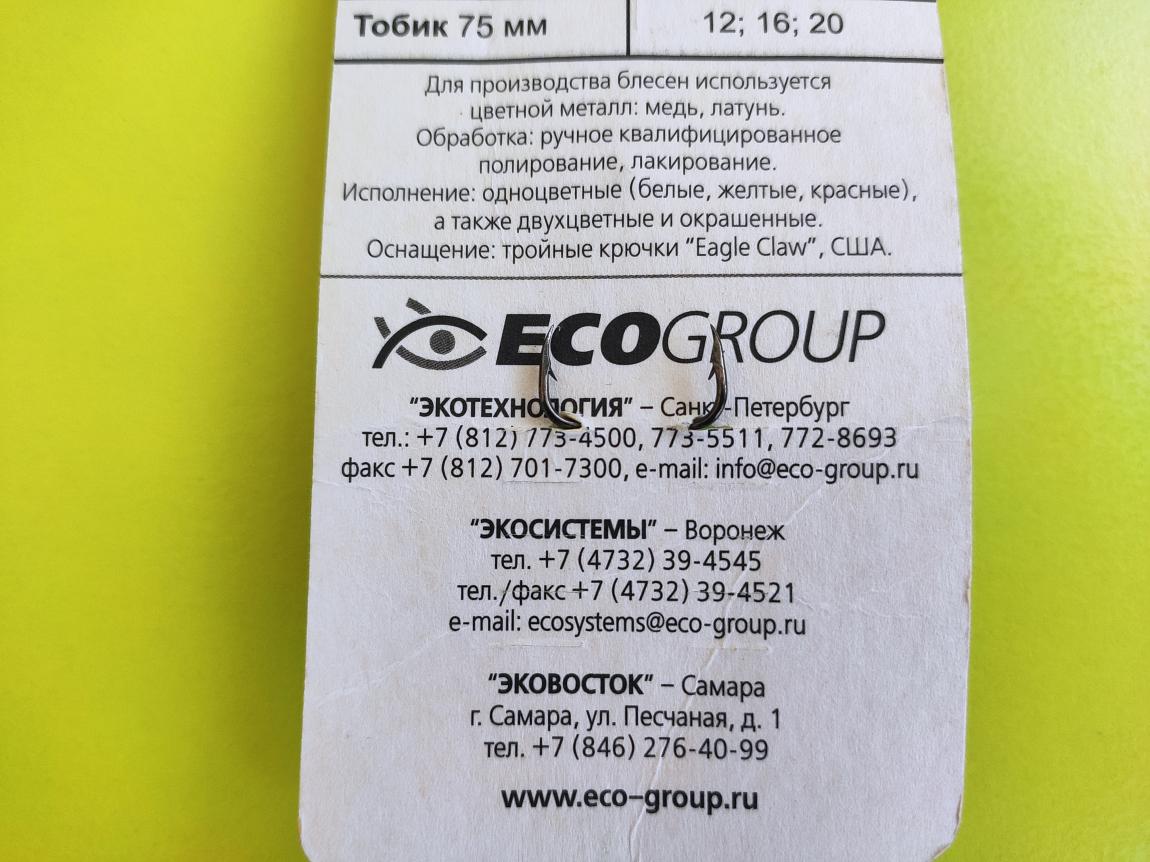 Тобик 75 мм 12; 16; 20
Для производства блесен используется
цветной металл: медь, латунь.
Обработка: ручное квалифицированное
полирование, лакирование.
Исполнение: одноцветные (белые, желтые, красные),
а также двухцветные и окрашенные.
Оснащение: тройные крючки “Eagle Claw”, США.
ECOGROUP
“ЭКОТЕХНОЛОГИЯ” – Санкт-Петербург
тел.: +7 (812) 773-4500, 773-5511, 772-8693
факс +7 (812) 701-7300, e-mail: info@eco-group.ru
“ЭКОСИСТЕМЫ” – Воронеж
тел. +7 (4732) 39-4545
тел./факс +7 (4732) 39-4521
e-mail: ecosystems@eco-group.ru
“ЭКОВОСТОК” – Самара
г. Самара, ул. Песчаная, д. 1
тел. +7 (846) 276-40-99
www.eco–group.ru